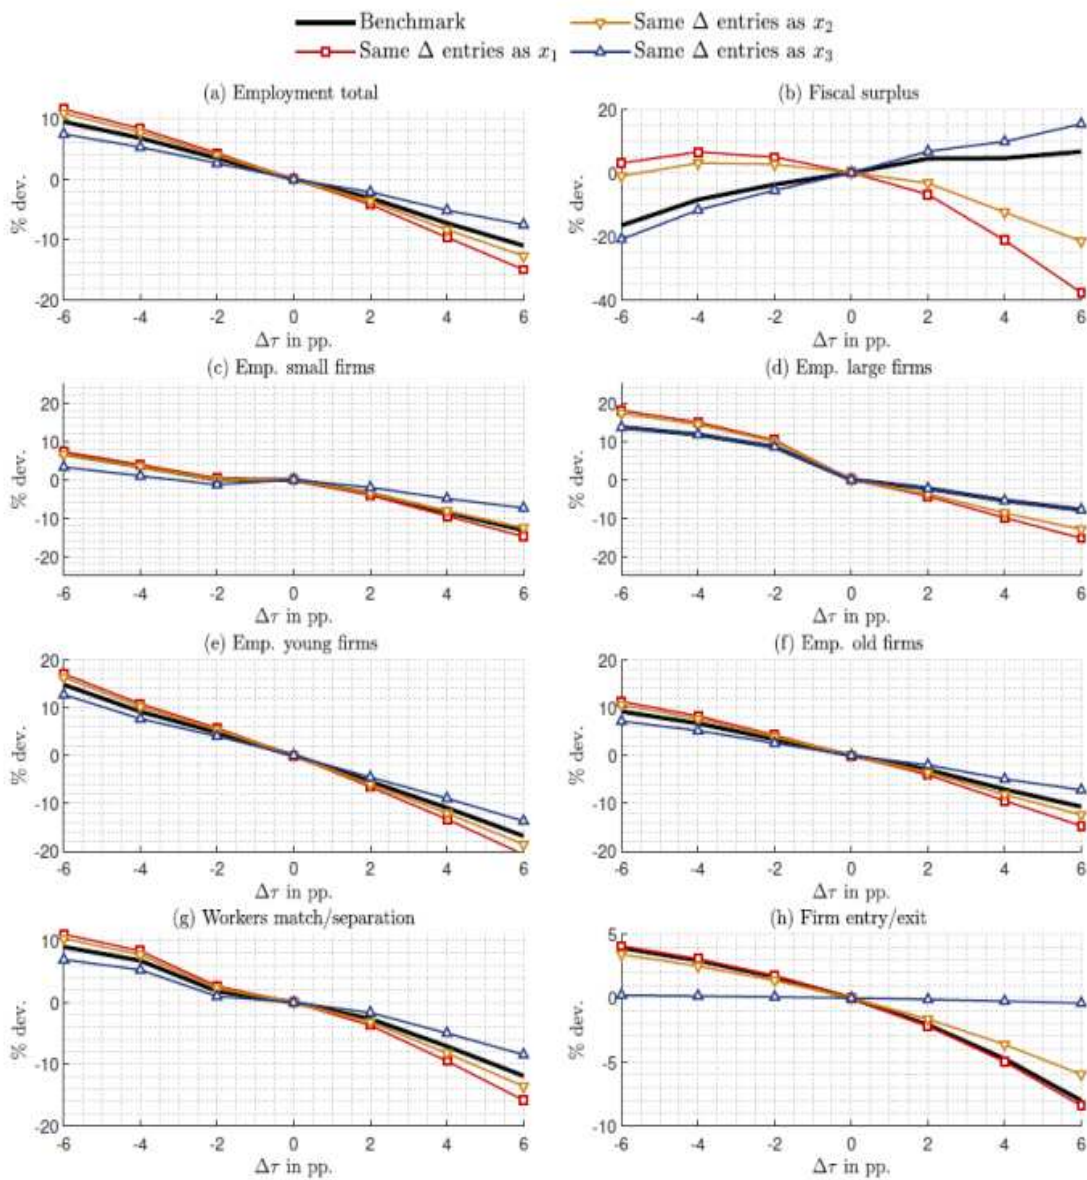 Benchmark
Same Δ entries as x₂
Same Δ entries as x₁
Same Δ entries as x₃
(a) Employment total
(b) Fiscal surplus
% dev.
10
0
-10
-20
-6 -4 -2 0 2 4 6
Δτ in pp.
% dev.
20
0
-20
-40
-6 -4 -2 0 2 4 6
Δτ in pp.
(c) Emp. small firms
(d) Emp. large firms
% dev.
20
10
0
-10
-20
-6 -4 -2 0 2 4 6
Δτ in pp.
% dev.
20
10
0
-10
-20
-6 -4 -2 0 2 4 6
Δτ in pp.
(e) Emp. young firms
(f) Emp. old firms
% dev.
20
10
0
-10
-20
-6 -4 -2 0 2 4 6
Δτ in pp.
% dev.
20
10
0
-10
-20
-6 -4 -2 0 2 4 6
Δτ in pp.
(g) Workers match/separation
(h) Firm entry/exit
% dev.
10
0
-10
-20
-6 -4 -2 0 2 4 6
Δτ in pp.
% dev.
5
0
-5
-10
-6 -4 -2 0 2 4 6
Δτ in pp.